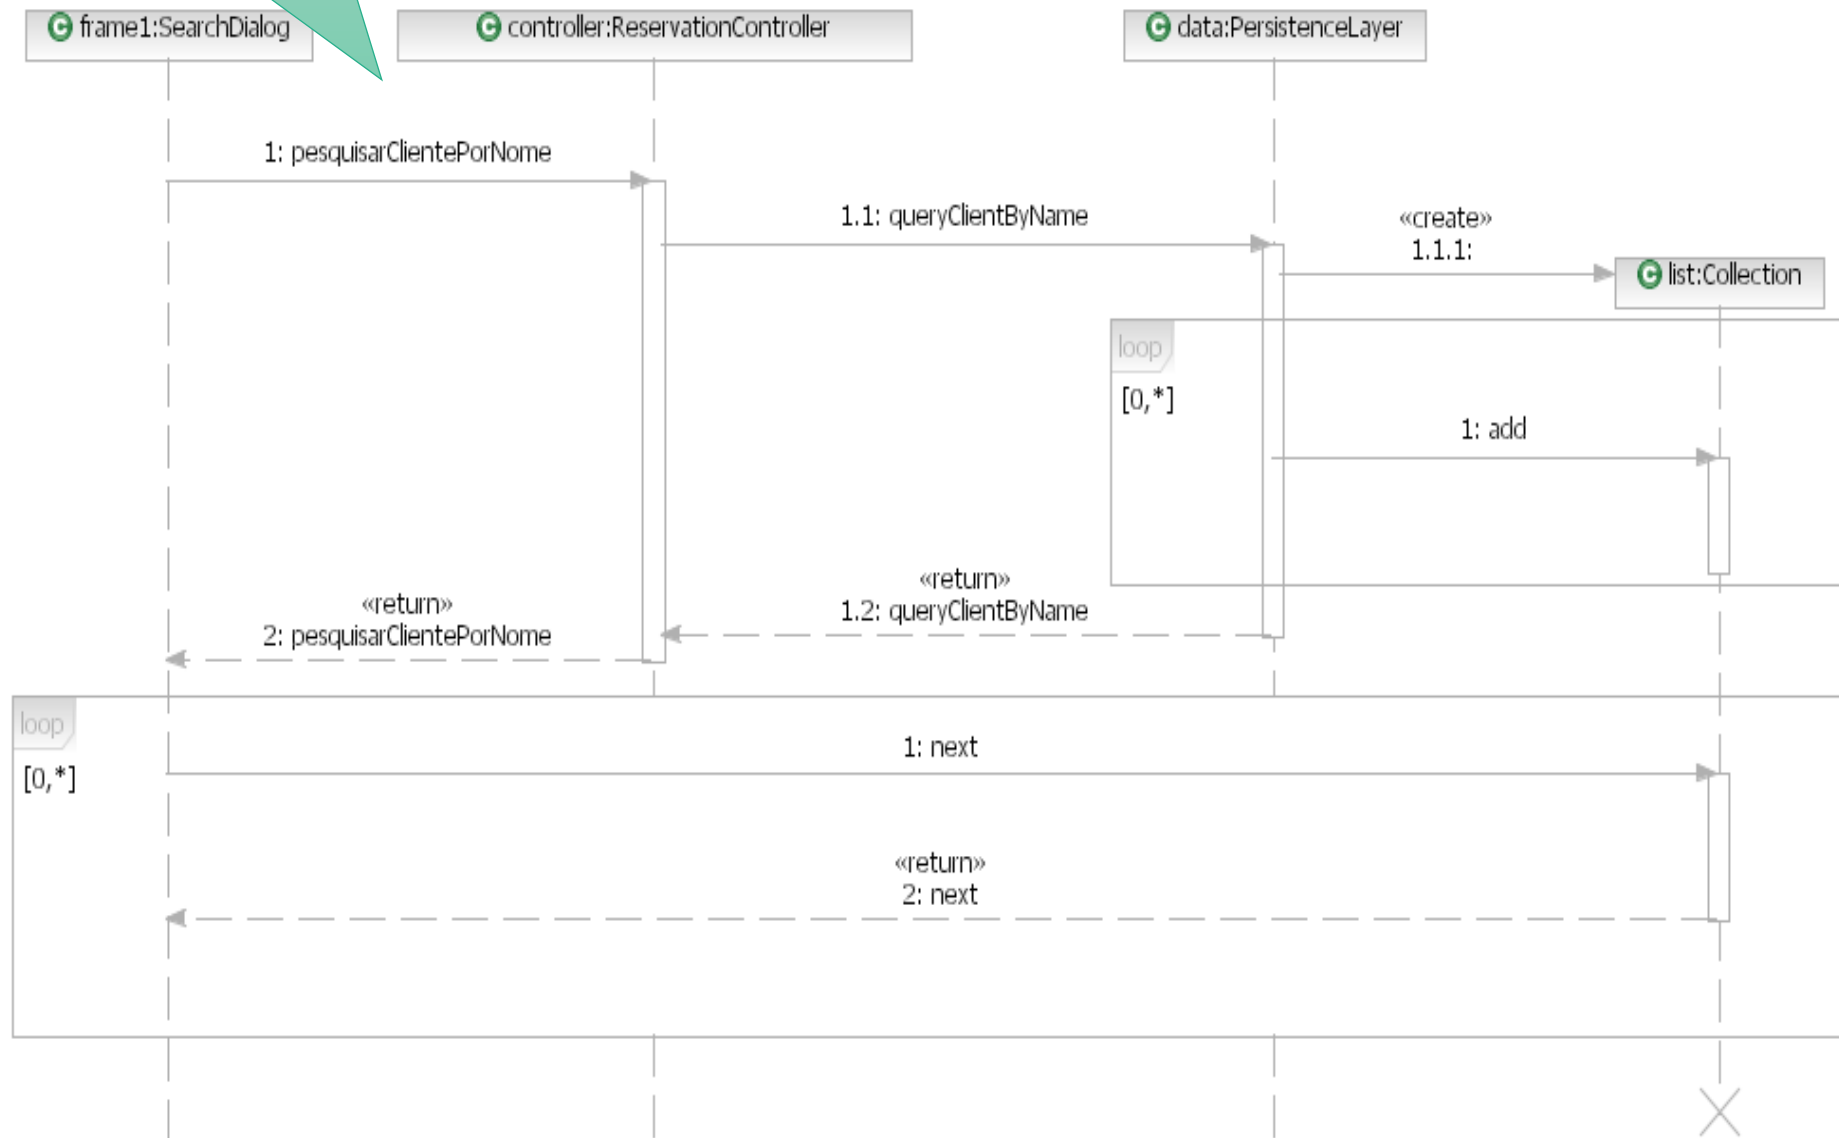 C frame1:SearchDialog
C controller:ReservationController
C data:PersistenceLayer
1: pesquisarClientePorNome
1.1: queryClientByName
«create»
1.1.1:
C list:Collection
loop
[0,*]
1: add
«return»
1.2: queryClientByName
«return»
2: pesquisarClientePorNome
loop
[0,*]
1: next
«return»
2: next